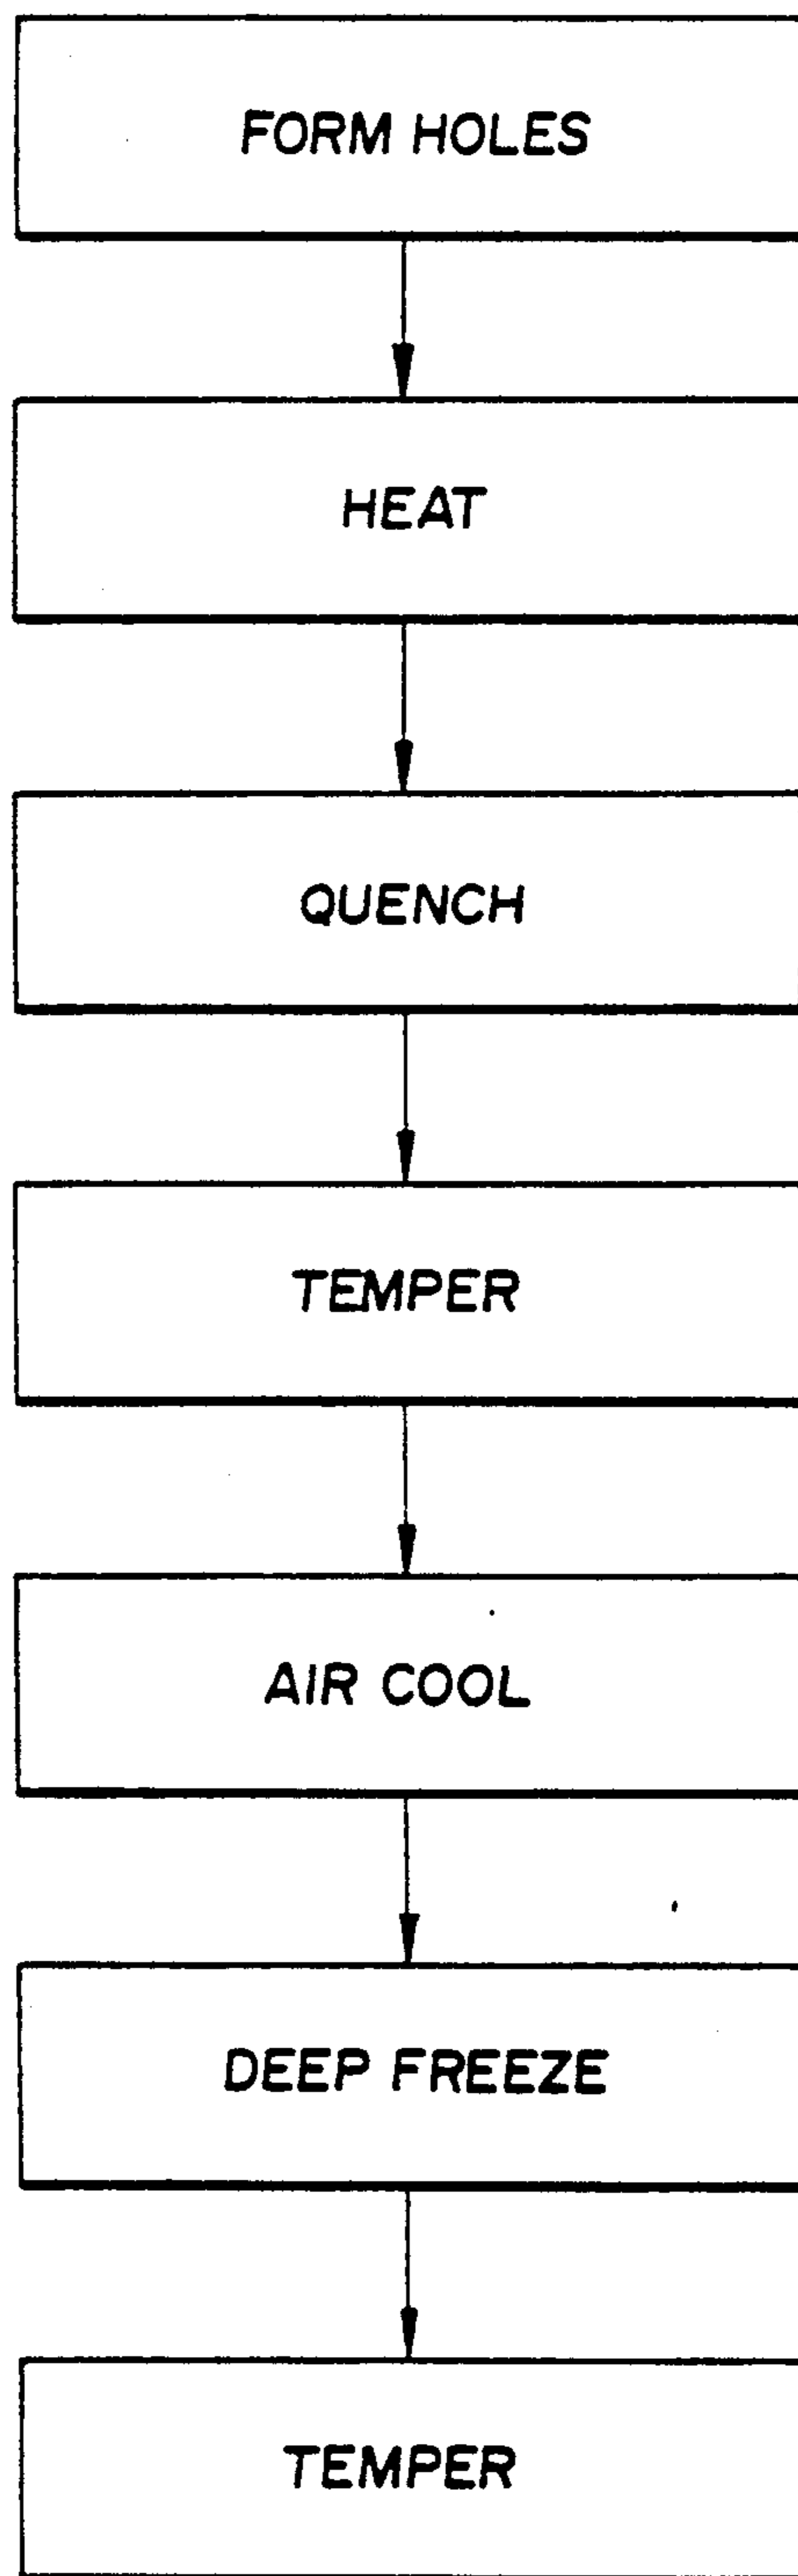 FORM HOLES
HEAT
QUENCH
TEMPER
AIR COOL
DEEP FREEZE
TEMPER